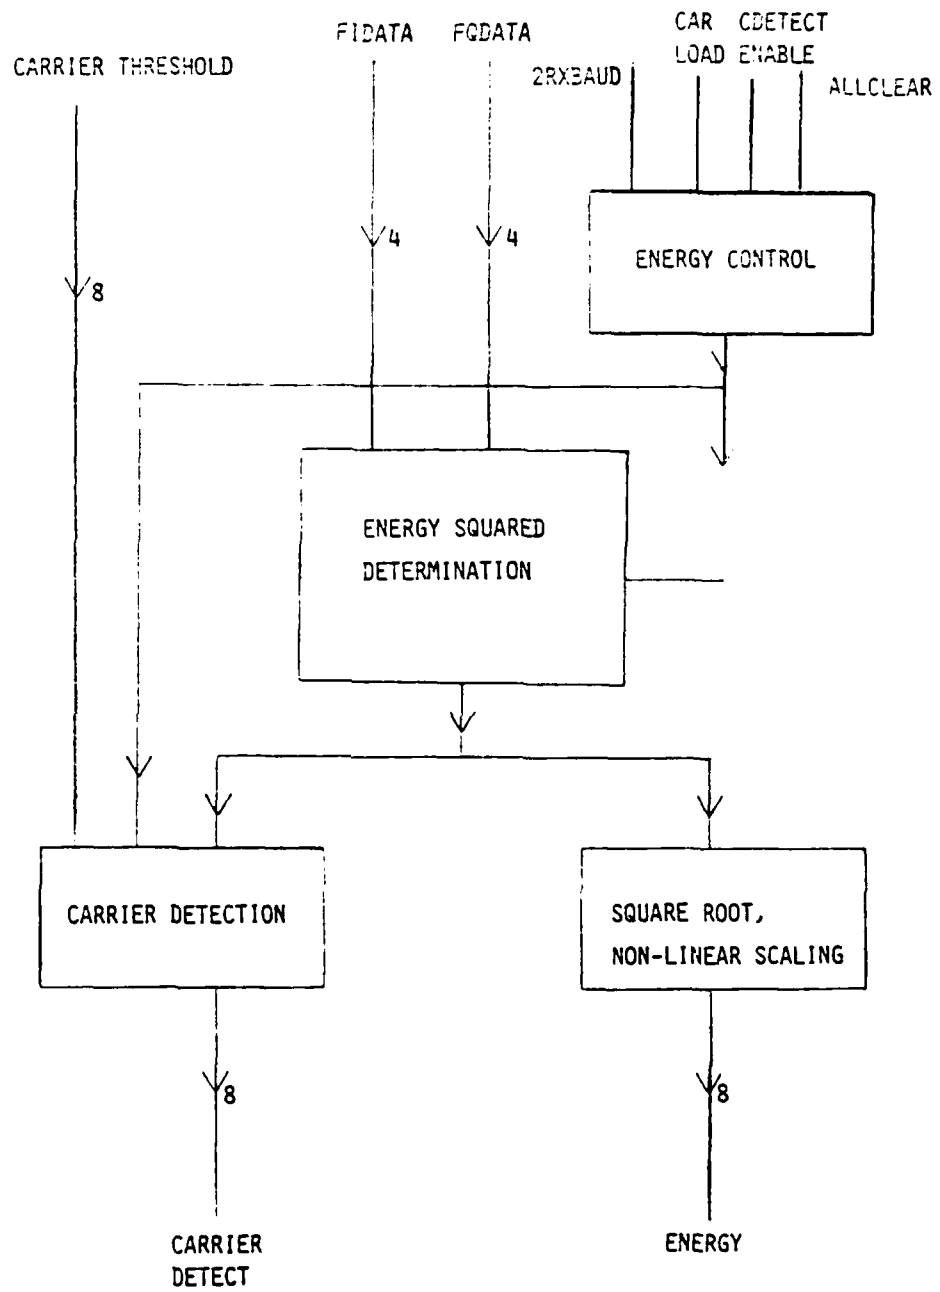 CARRIER THRESHOLD
FIDATA
FQDATA
2RXBAUD
CAR CDETECT
LOAD ENABLE
ALLCLEAR
4
4
8
ENERGY CONTROL
ENERGY SQUARED
DETERMINATION
CARRIER DETECTION
SQUARE ROOT,
NON-LINEAR SCALING
8
8
CARRIER
DETECT
ENERGY